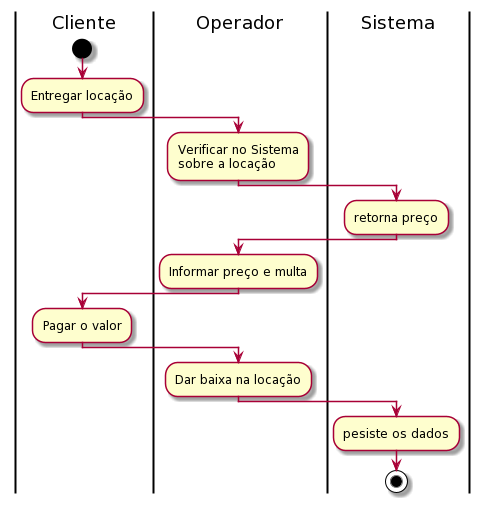 Cliente
Operador
Sistema
Entregar locação
Verificar no Sistema
sobre a locação
retorna preço
Informar preço e multa
Pagar o valor
Dar baixa na locação
pesiste os dados